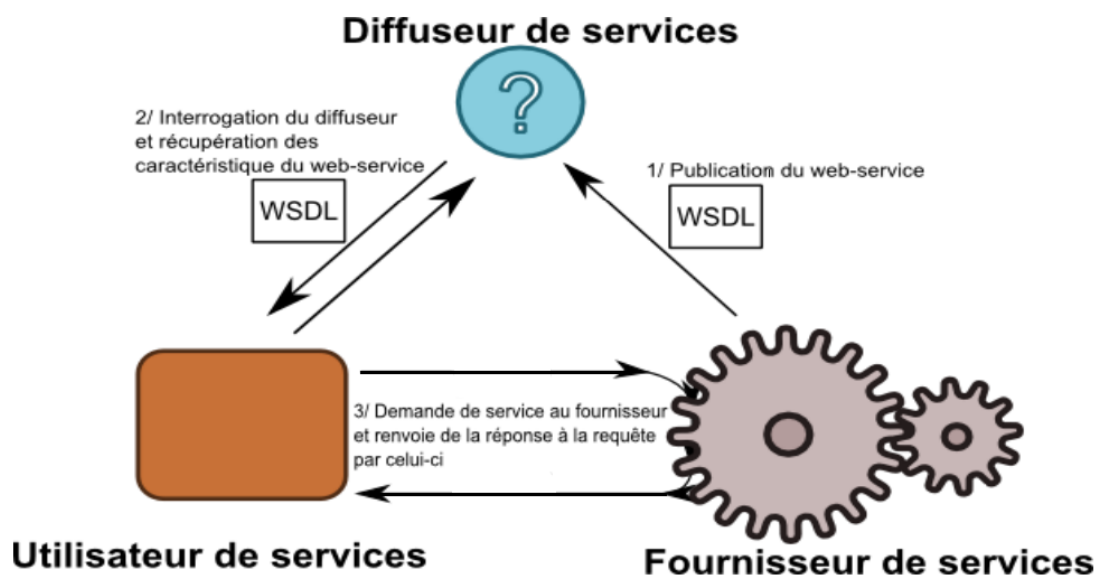 Diffuseur de services
?
2/ Interrogation du diffuseur
et récupération des
caractéristique du web-service
WSDL
1/ Publication du web-service
WSDL
3/ Demande de service au fournisseur
et renvoie de la réponse à la requête
par celui-ci
Utilisateur de services
Fournisseur de services